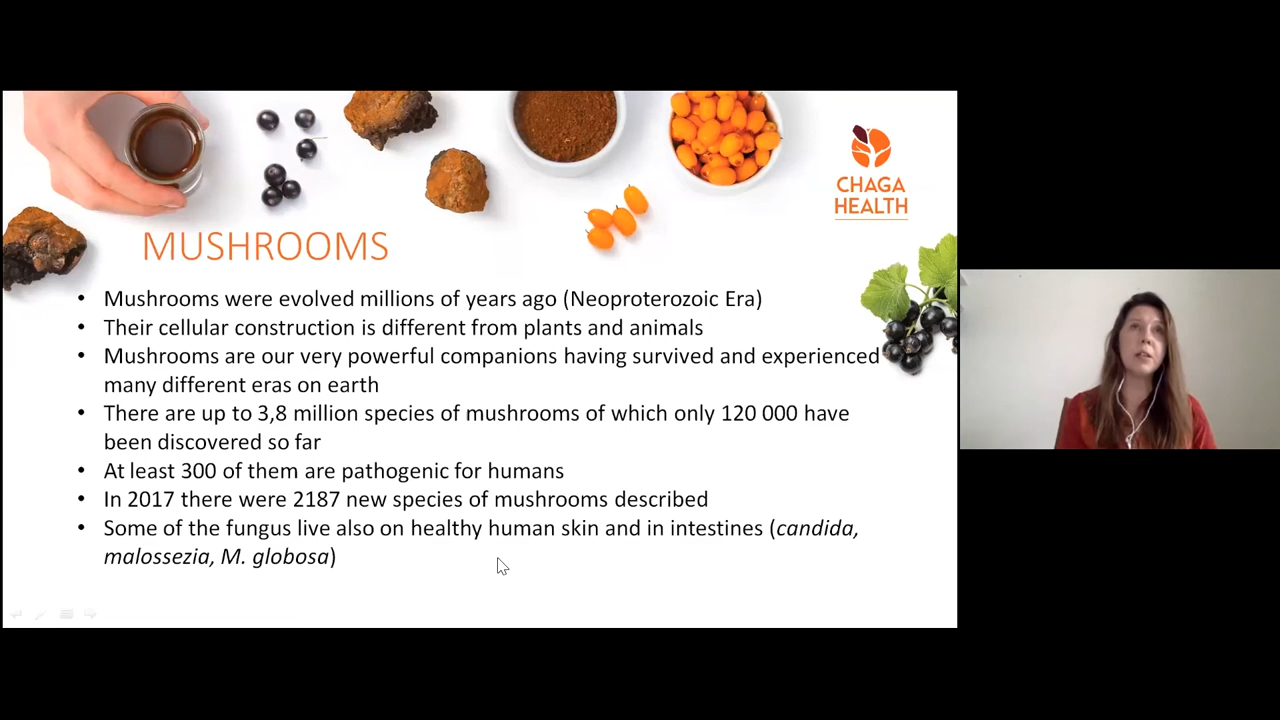 CHAGA
HEALTH
MUSHROOMS
• Mushrooms were evolved millions of years ago (Neoproterozoic Era)
• Their cellular construction is different from plants and animals
• Mushrooms are our very powerful companions having survived and experienced
many different eras on earth
• There are up to 3,8 million species of mushrooms of which only 120 000 have
been discovered so far
• At least 300 of them are pathogenic for humans
• In 2017 there were 2187 new species of mushrooms described
• Some of the fungus live also on healthy human skin and in intestines (candida,
malossezia, M. globosa)